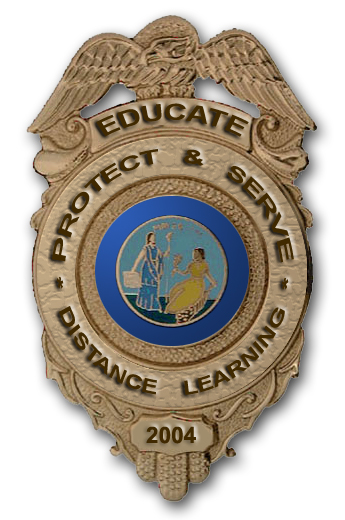 EDUCATE
PROTECT & SERVE
* DISTANCE LEARNING *
2004